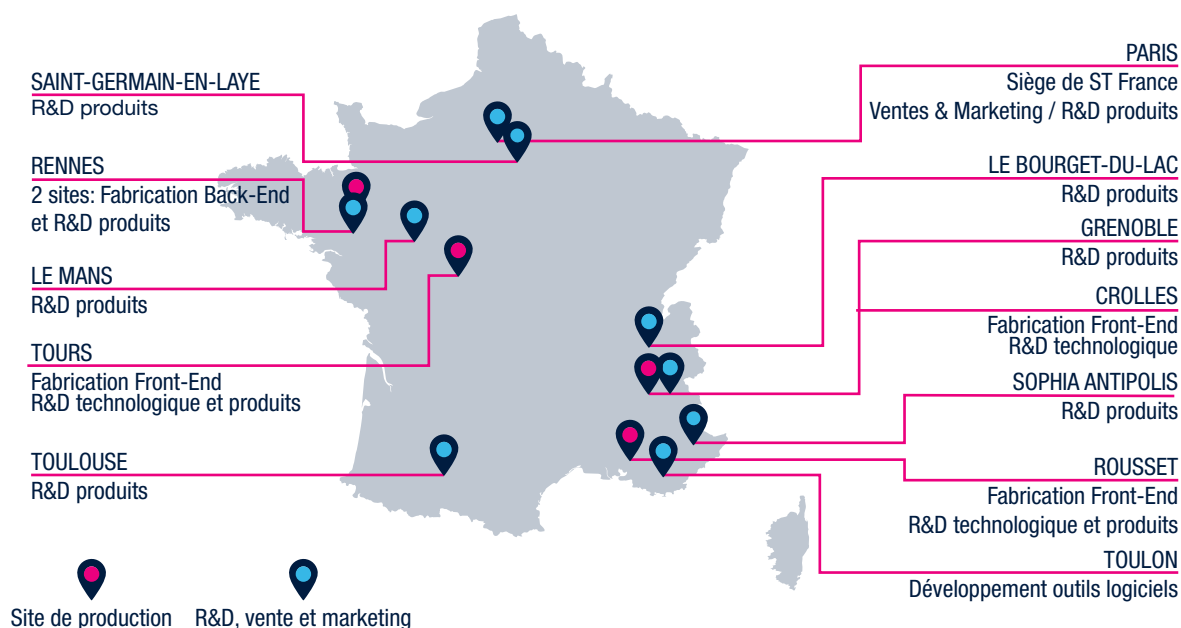 SAINT-GERMAIN-EN-LAYE
R&D produits
RENNES
2 sites: Fabrication Back-End
et R&D produits
LE MANS
R&D produits
TOURS
Fabrication Front-End
R&D technologique et produits
TOULOUSE
R&D produits
PARIS
Siège de ST France
Ventes & Marketing / R&D produits
LE BOURGET-DU-LAC
R&D produits
GRENOBLE
R&D produits
CROLLES
Fabrication Front-End
R&D technologique
SOPHIA ANTIPOLIS
R&D produits
ROUSSET
Fabrication Front-End
R&D technologique et produits
TOULON
Développement outils logiciels
Site de production
R&D, vente et marketing